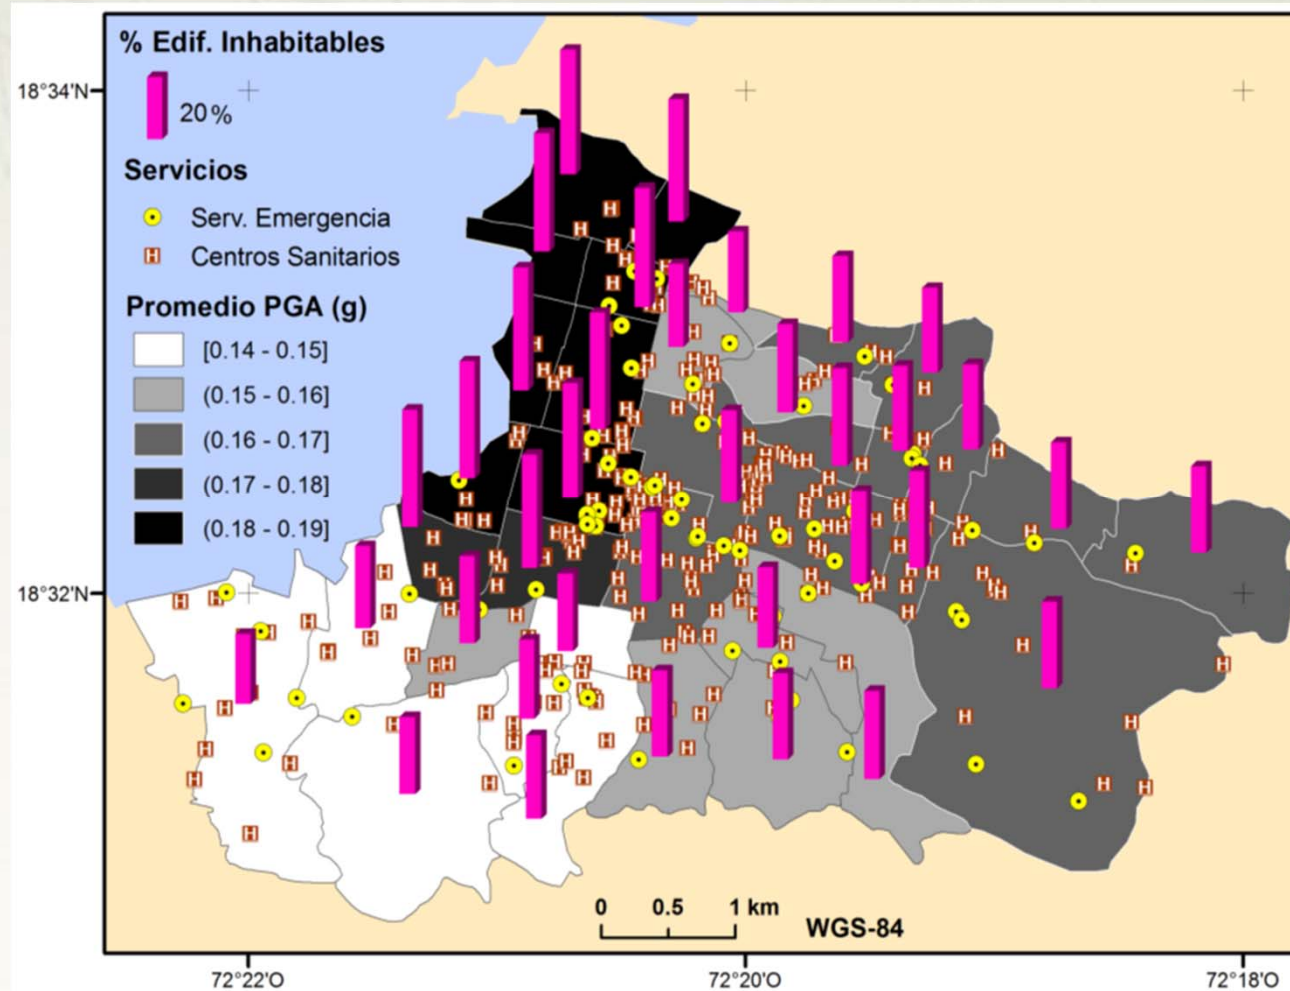 % Edif. Inhabitables
20%
Servicios
Serv. Emergencia
H Centros Sanitarios
Promedio PGA (g)
[0.14 - 0.15]
(0.15 - 0.16]
(0.16 - 0.17]
(0.17 - 0.18]
(0.18 - 0.19]
18°34'N
18°32'N
0 0.5 1 km
WGS-84
72°22'O 72°20'O 72°18'O